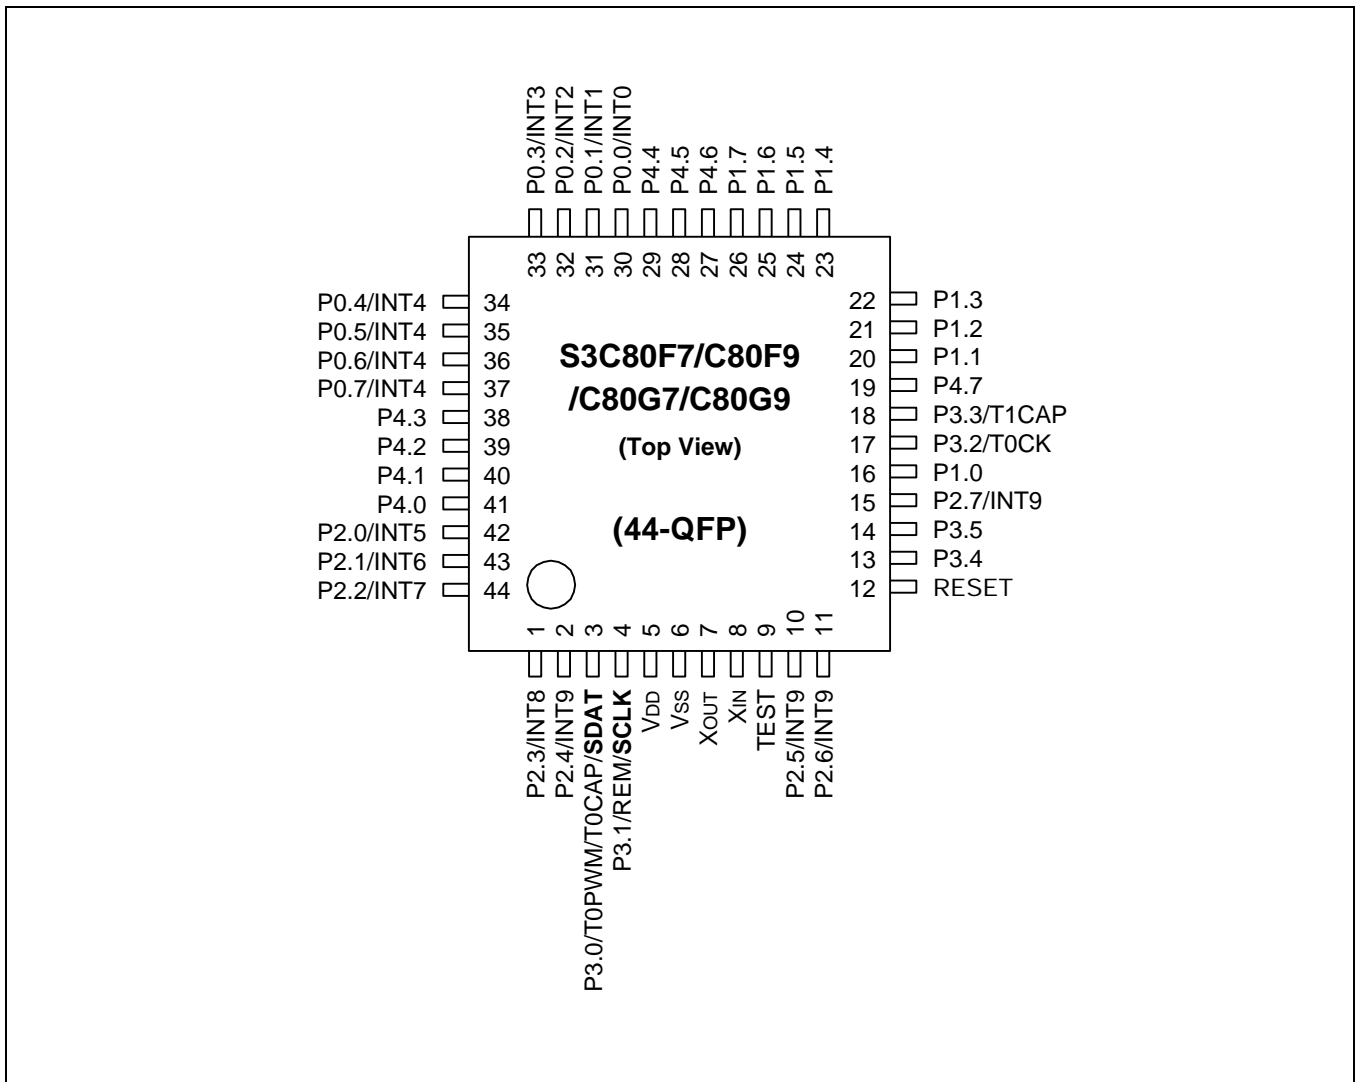 P0.3/INT3
P0.2/INT2
P0.1/INT1
P0.0/INT0
P4.4
P4.5
P4.6
P1.7
P1.6
P1.5
P1.4
33
32
31
30
29
28
27
26
25
24
23
P0.4/INT4 34
P0.5/INT4 35
P0.6/INT4 36
P0.7/INT4 37
P4.3 38
P4.2 39
P4.1 40
P4.0 41
P2.0/INT5 42
P2.1/INT6 43
P2.2/INT7 44
S3C80F7/C80F9
/C80G7/C80G9
(Top View)
(44-QFP)
22 P1.3
21 P1.2
20 P1.1
19 P4.7
18 P3.3/T1CAP
17 P3.2/T0CK
16 P1.0
15 P2.7/INT9
14 P3.5
13 P3.4
12 RESET
1
2
3
4
5
6
7
8
9
10
11
P2.3/INT8
P2.4/INT9
P3.0/T0PWM/T0CAP/SDAT
P3.1/REM/SCLK
VDD
VSS
XOUT
XIN
TEST
P2.5/INT9
P2.6/INT9